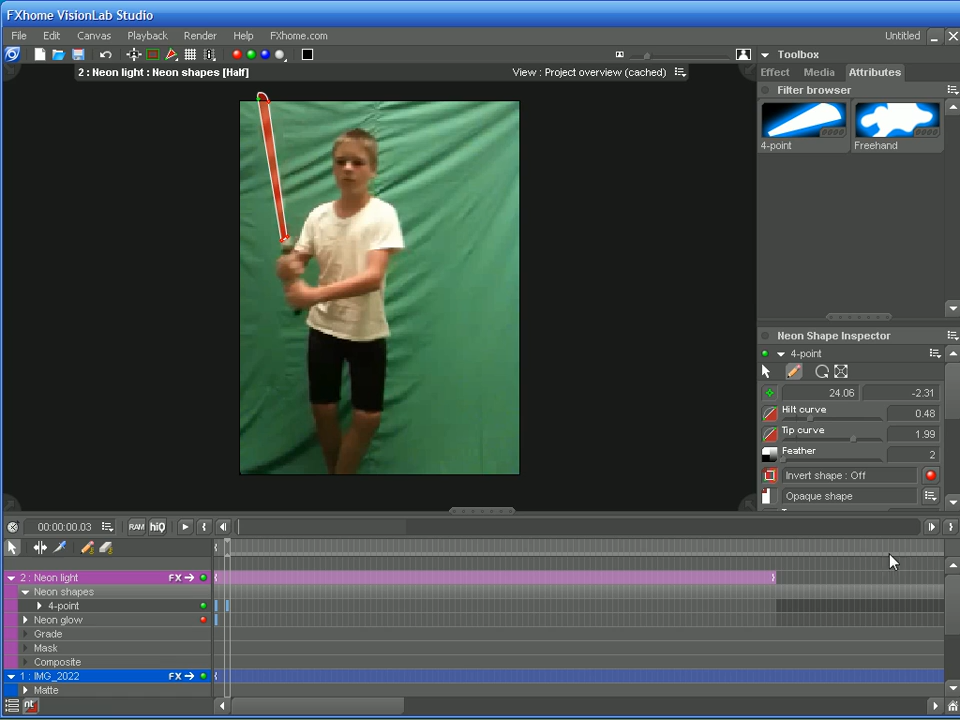 FXhome VisionLab Studio
File Edit Canvas Playback Render Help FXhome.com Untitled
Toolbox
2 : Neon light : Neon shapes [Half] View : Project overview (cached)
Effect Media Attributes
Filter browser
4-point Freehand
Neon Shape Inspector
4-point
24.06 -2.31
Hilt curve 0.48
Tip curve 1.99
Feather 2
Invert shape : Off
Opaque shape
00:00:00.03 RAM hiQ
2 : Neon light FX
Neon shapes
4-point
Neon glow
Grade
Mask
Composite
1 : IMG_2022 FX
Matte
nt